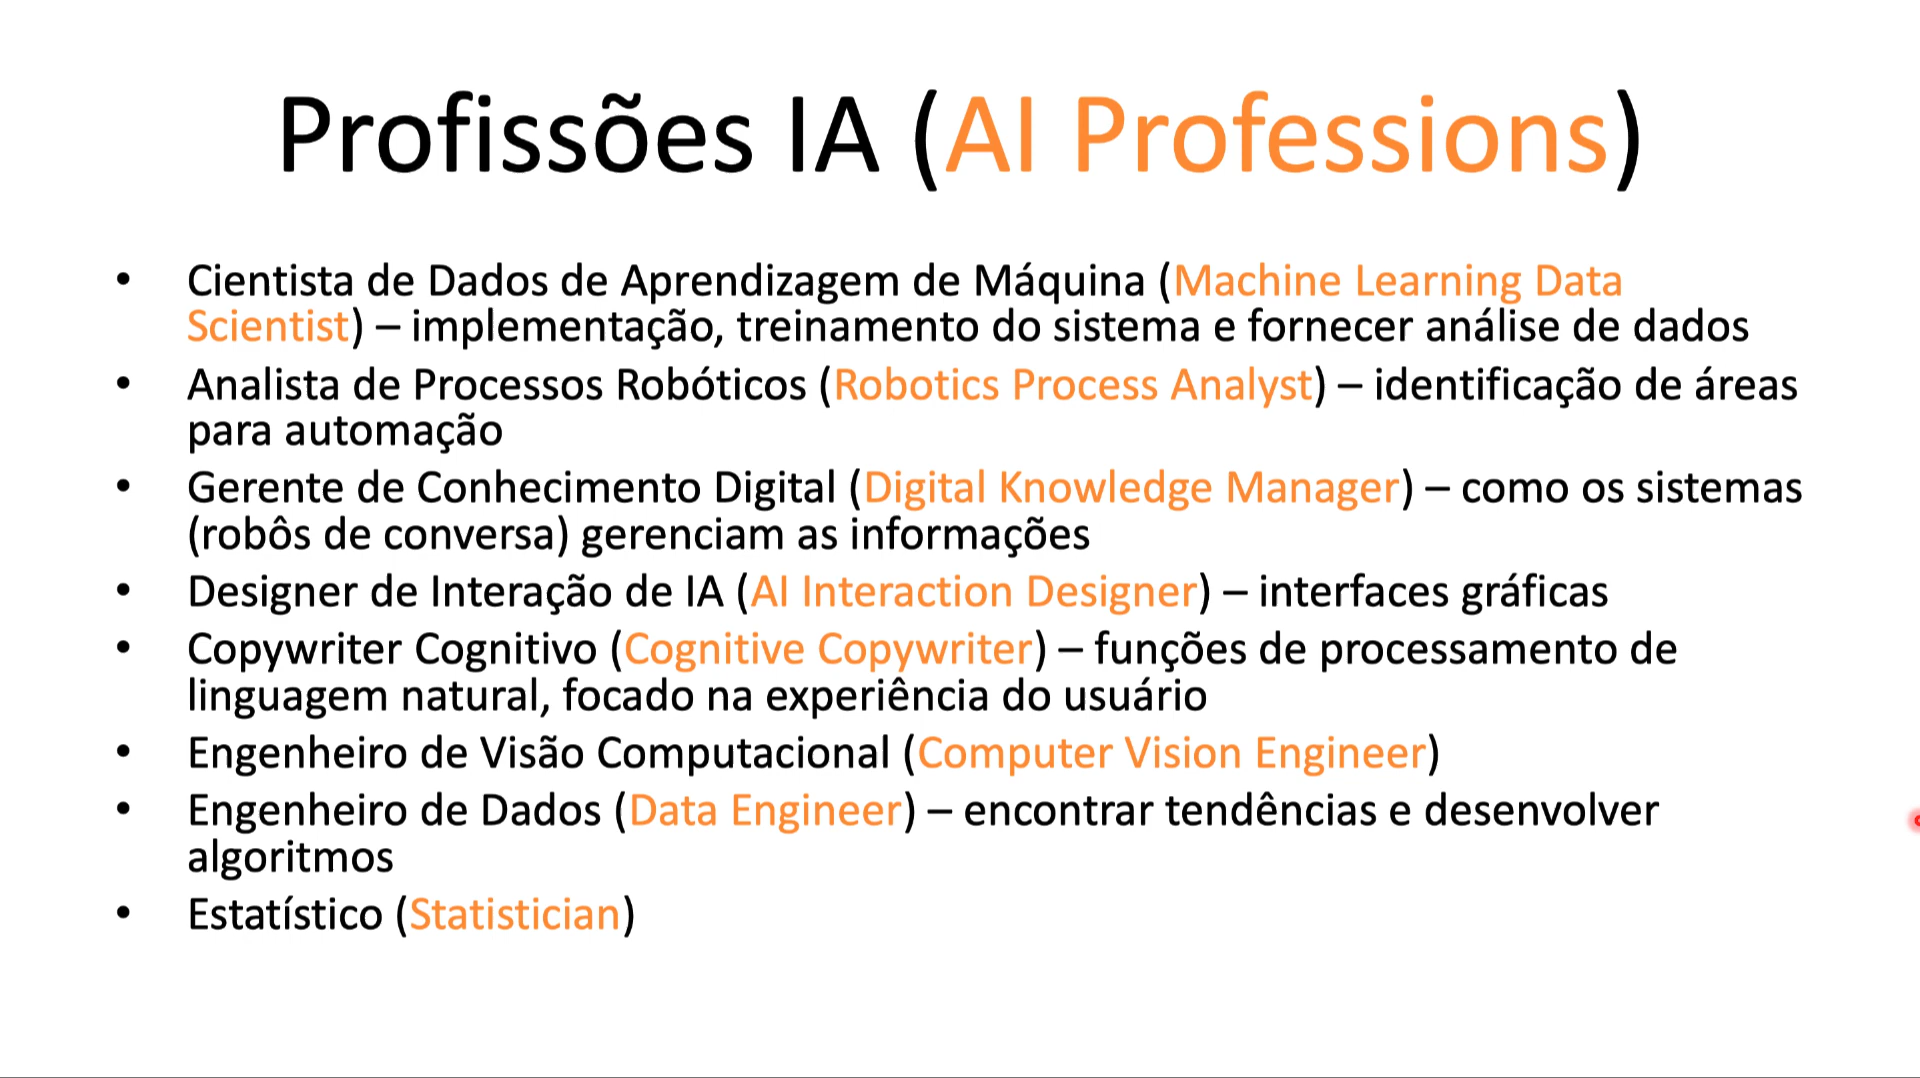 Profissões IA (AI Professions)
• Cientista de Dados de Aprendizagem de Máquina (Machine Learning Data
Scientist) – implementação, treinamento do sistema e fornecer análise de dados
• Analista de Processos Robóticos (Robotics Process Analyst) – identificação de áreas
para automação
• Gerente de Conhecimento Digital (Digital Knowledge Manager) – como os sistemas
(robôs de conversa) gerenciam as informações
• Designer de Interação de IA (AI Interaction Designer) – interfaces gráficas
• Copywriter Cognitivo (Cognitive Copywriter) – funções de processamento de
linguagem natural, focado na experiência do usuário
• Engenheiro de Visão Computacional (Computer Vision Engineer)
• Engenheiro de Dados (Data Engineer) – encontrar tendências e desenvolver
algoritmos
• Estatístico (Statistician)